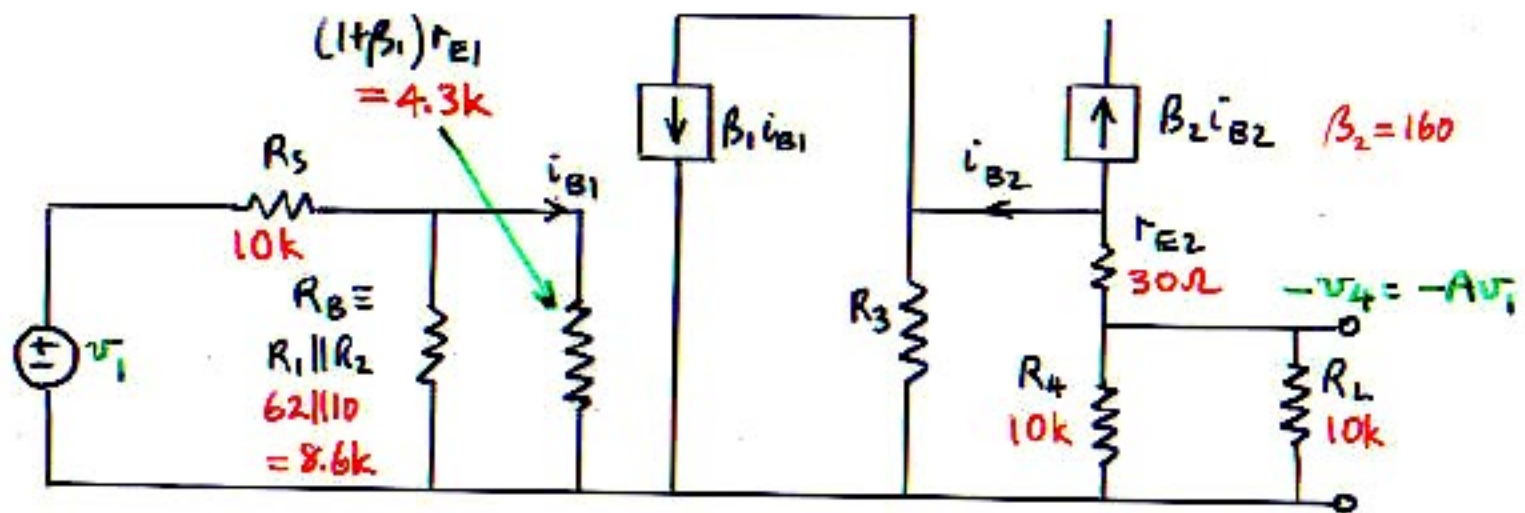 (1+β₁)rE1
= 4.3k
β₁iB1
β₂iB2
β₂=160
RS
10k
iB1
iB2
rE2
30Ω
-v4 = -Av1
v1
RB ≡
R1||R2
62||10
= 8.6k
R3
R4
10k
RL
10k